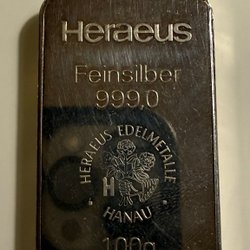 Heraeus
Feinsilber
999,0
HERAEUS EDELMETALLE
H
HANAU
100g